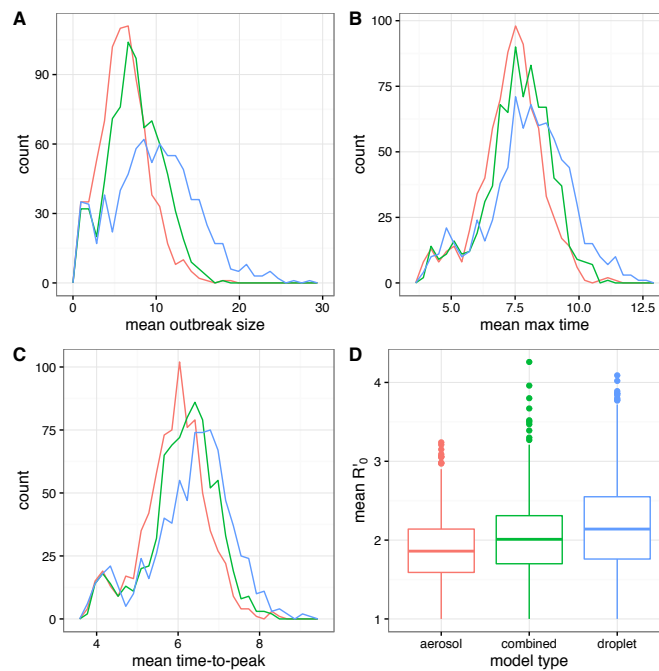 A
B
count
90
60
30
0
0
10
20
30
mean outbreak size
count
100
75
50
25
0
5.0
7.5
10.0
12.5
mean max time
C
D
count
100
75
50
25
0
4
6
8
mean time-to-peak
mean R'0
4
3
2
1
aerosol
combined
droplet
model type